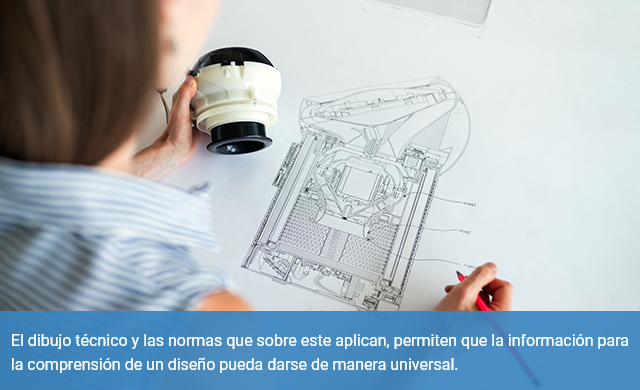 El dibujo técnico y las normas que sobre este aplican, permiten que la información para
la comprensión de un diseño pueda darse de manera universal.